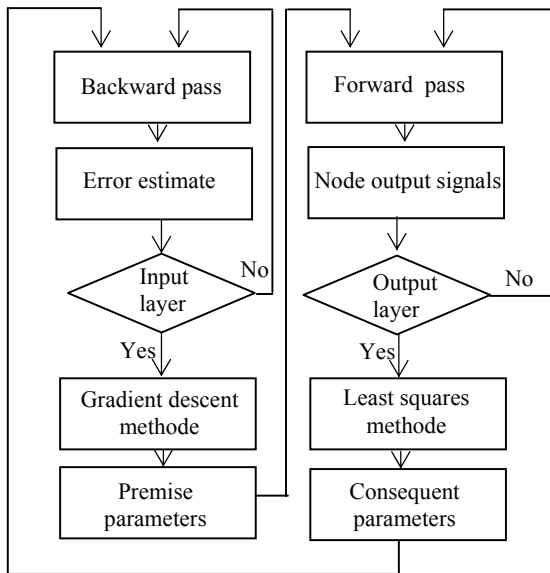 Backward pass
Error estimate
Input
layer
No
Yes
Gradient descent
methode
Premise
parameters
Forward pass
Node output signals
Output
layer
No
Yes
Least squares
methode
Consequent
parameters